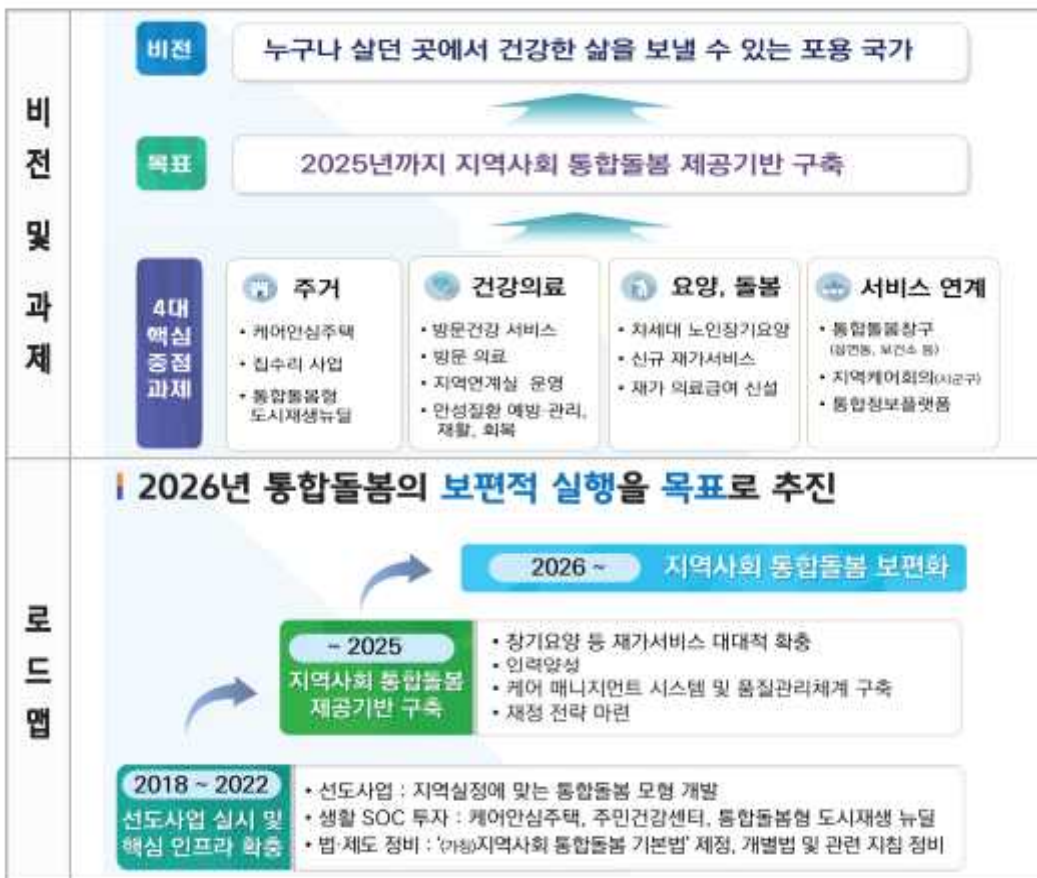 비전 및 과제
비전
누구나 살던 곳에서 건강한 삶을 보낼 수 있는 포용 국가
목표
2025년까지 지역사회 통합돌봄 제공기반 구축
4대
핵심
중점
과제
주거
• 케어안심주택
• 집수리 사업
• 통합돌봄형
도시재생뉴딜
건강의료
• 방문건강 서비스
• 방문 의료
• 지역연계실 운영
• 만성질환 예방·관리,
재활, 회복
요양, 돌봄
• 차세대 노인장기요양
• 신규 재가서비스
• 재가 의료급여 신설
서비스 연계
• 통합돌봄창구
(읍면동, 보건소 등)
• 지역케어회의(시군구)
• 통합정보플랫폼
로드맵
2026년 통합돌봄의 보편적 실행을 목표로 추진
2026 ~ 지역사회 통합돌봄 보편화
~ 2025
지역사회 통합돌봄
제공기반 구축
• 장기요양 등 재가서비스 대대적 확충
• 인력양성
• 케어 매니지먼트 시스템 및 품질관리체계 구축
• 재정 전략 마련
2018 ~ 2022
선도사업 실시 및
핵심 인프라 확충
• 선도사업 : 지역실정에 맞는 통합돌봄 모형 개발
• 생활 SOC 투자 : 케어안심주택, 주민건강센터, 통합돌봄형 도시재생 뉴딜
• 법·제도 정비 : '(가칭)지역사회 통합돌봄 기본법' 제정, 개별법 및 관련 지침 정비